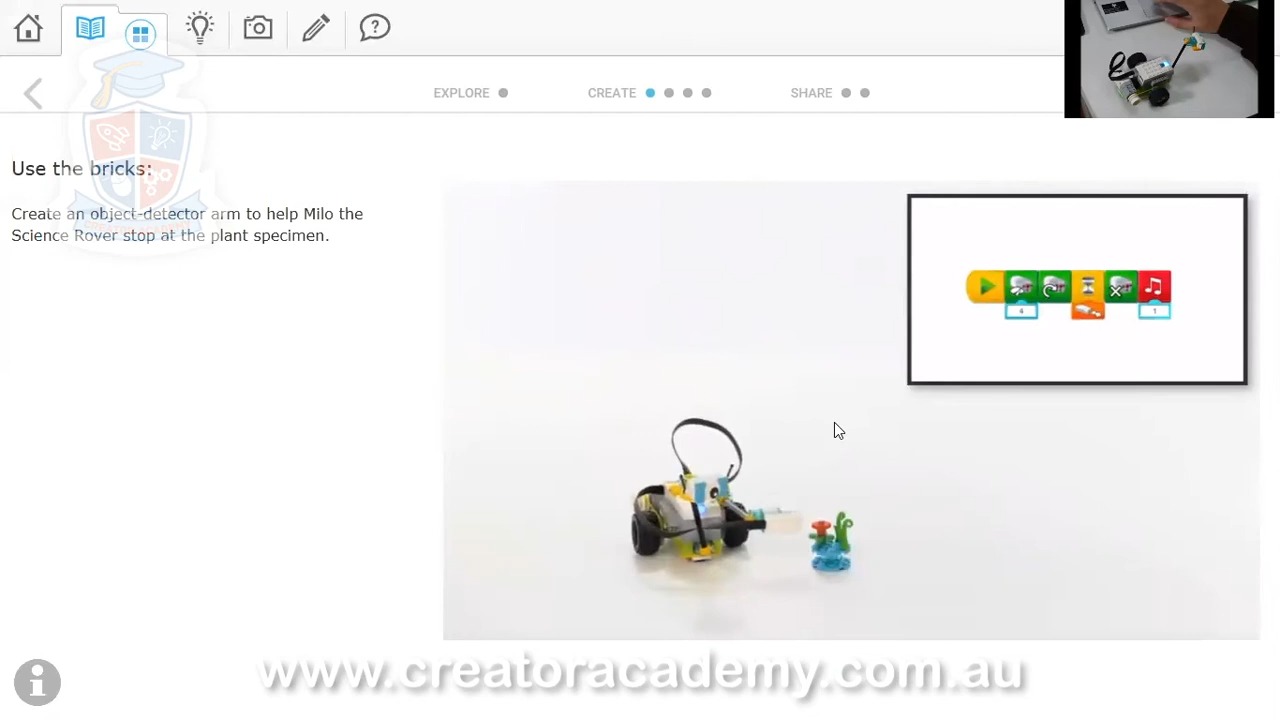 EXPLORE CREATE SHARE
Use the bricks:
Create an object-detector arm to help Milo the
Science Rover stop at the plant specimen.
4 1
www.creatoracademy.com.au